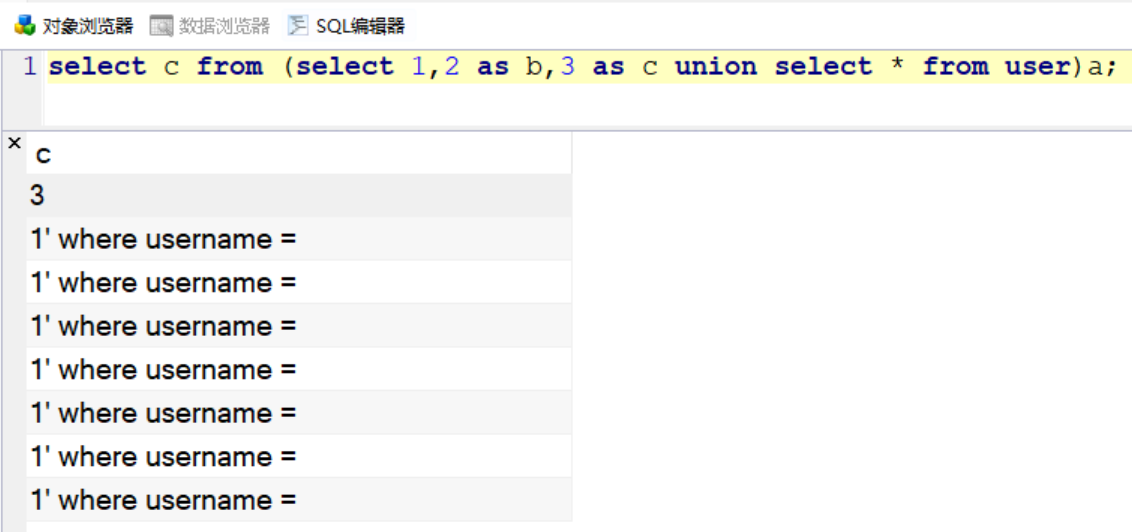 对象浏览器 数据浏览器 SQL编辑器
1 select c from (select 1,2 as b,3 as c union select * from user)a;
× c
3
1' where username =
1' where username =
1' where username =
1' where username =
1' where username =
1' where username =
1' where username =